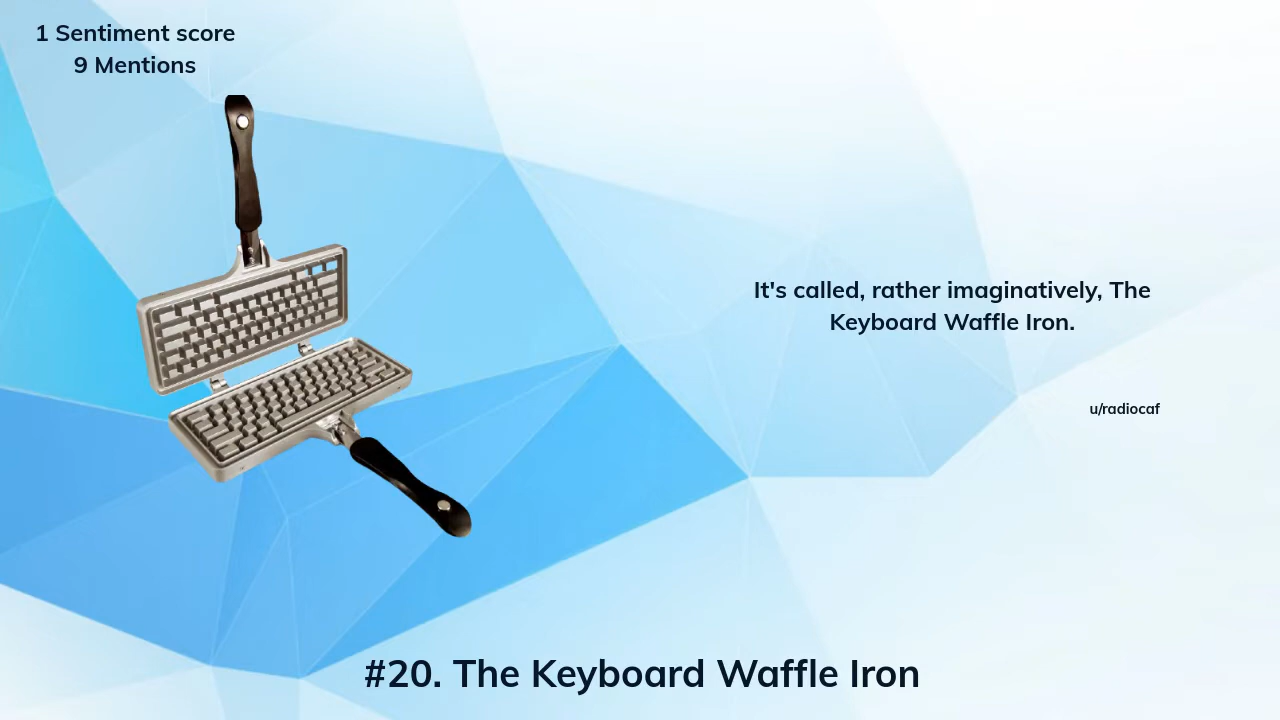 1 Sentiment score
9 Mentions
It's called, rather imaginatively, The
Keyboard Waffle Iron.
u/radiocaf
#20. The Keyboard Waffle Iron